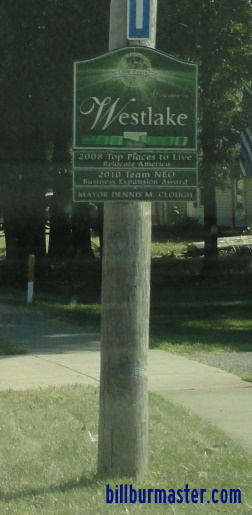 Westlake
2008 Top Places to Live
Relocate America
2010 Team NEO
Business Expansion Award
MAYOR DENNIS M. CLOUGH
billburmaster.com